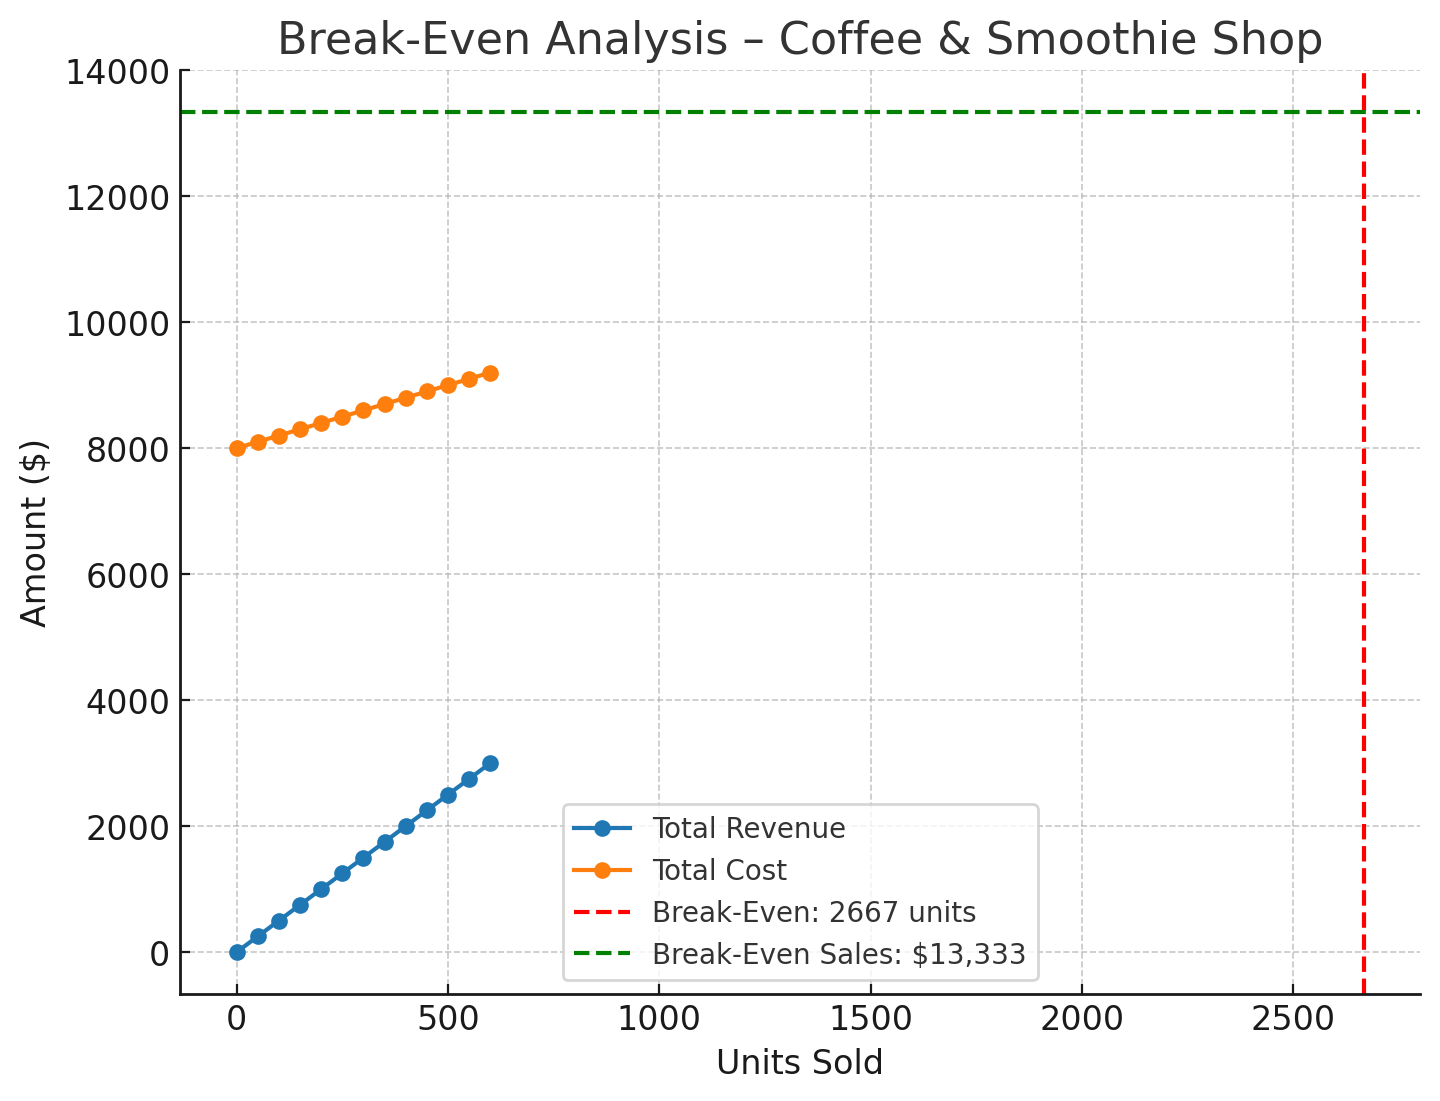 Break-Even Analysis – Coffee & Smoothie Shop
14000
12000
10000
8000
6000
4000
2000
0
Amount ($)
Total Revenue
Total Cost
Break-Even: 2667 units
Break-Even Sales: $13,333
0 500 1000 1500 2000 2500
Units Sold